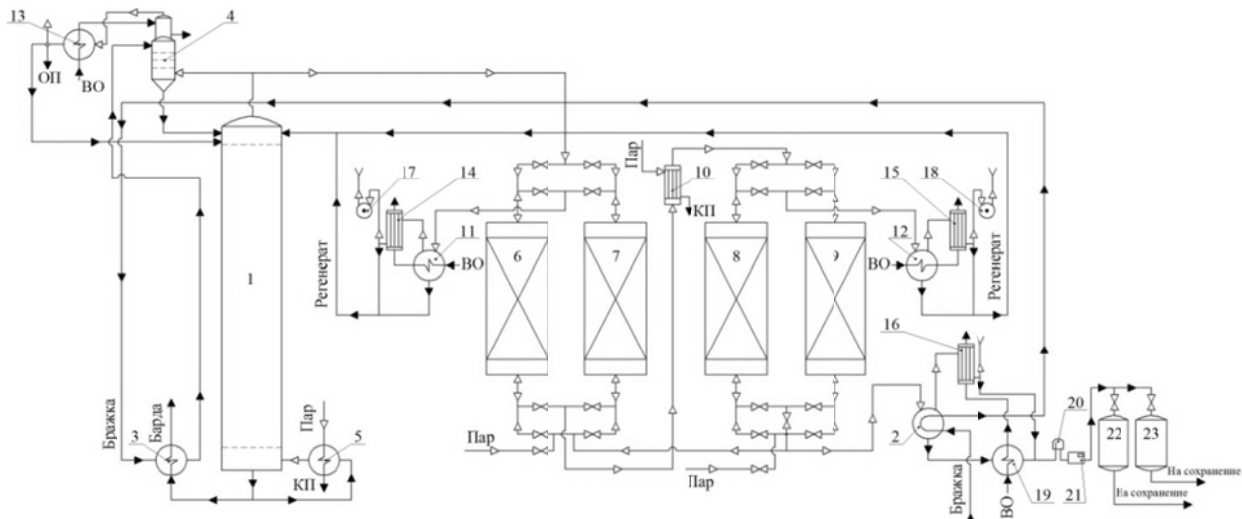 13
4
ОП
ВО
Пар
17
14
10
КП
15
18
11
ВО
12
ВО
6
7
8
9
1
Регенерат
Регенерат
16
Бражка
Барда
Пар
3
5
КП
Пар
Пар
2
Бражка
20
19
ВО
21
22
23
На сохранение
На сохранение